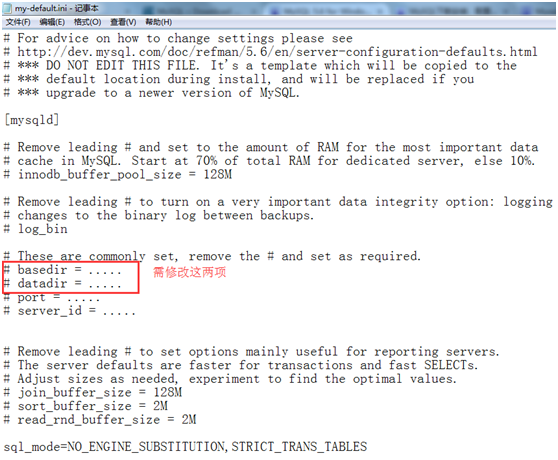 my-default.ini - 记事本
文件(F) 编辑(E) 格式(O) 查看(V) 帮助(H)
# For advice on how to change settings please see
# http://dev.mysql.com/doc/refman/5.6/en/server-configuration-defaults.html
# *** DO NOT EDIT THIS FILE. It's a template which will be copied to the
# *** default location during install, and will be replaced if you
# *** upgrade to a newer version of MySQL.
[mysqld]
# Remove leading # and set to the amount of RAM for the most important data
# cache in MySQL. Start at 70% of total RAM for dedicated server, else 10%.
# innodb_buffer_pool_size = 128M
# Remove leading # to turn on a very important data integrity option: logging
# changes to the binary log between backups.
# log_bin
# These are commonly set, remove the # and set as required.
# basedir = ..... 需修改这两项
# datadir = .....
# port = .....
# server_id = .....
# Remove leading # to set options mainly useful for reporting servers.
# The server defaults are faster for transactions and fast SELECTs.
# Adjust sizes as needed, experiment to find the optimal values.
# join_buffer_size = 128M
# sort_buffer_size = 2M
# read_rnd_buffer_size = 2M
sql_mode=NO_ENGINE_SUBSTITUTION,STRICT_TRANS_TABLES